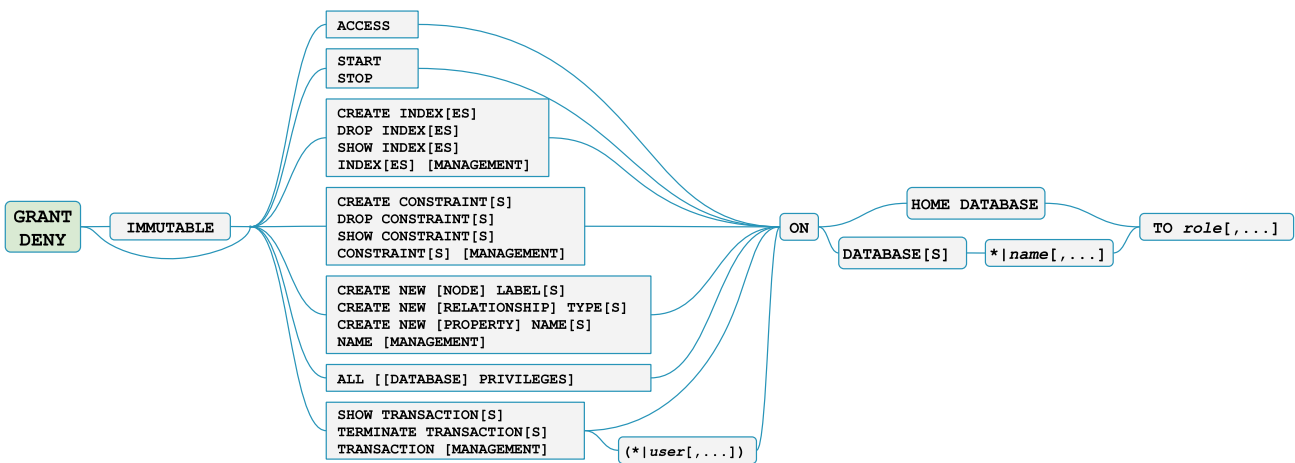 GRANT
DENY
IMMUTABLE
ACCESS
START
STOP
CREATE INDEX[ES]
DROP INDEX[ES]
SHOW INDEX[ES]
INDEX[ES] [MANAGEMENT]
CREATE CONSTRAINT[S]
DROP CONSTRAINT[S]
SHOW CONSTRAINT[S]
CONSTRAINT[S] [MANAGEMENT]
CREATE NEW [NODE] LABEL[S]
CREATE NEW [RELATIONSHIP] TYPE[S]
CREATE NEW [PROPERTY] NAME[S]
NAME [MANAGEMENT]
ALL [[DATABASE] PRIVILEGES]
SHOW TRANSACTION[S]
TERMINATE TRANSACTION[S]
TRANSACTION [MANAGEMENT]
(*|user[,...])
ON
HOME DATABASE
DATABASE[S]
*|name[,...]
TO role[,...]